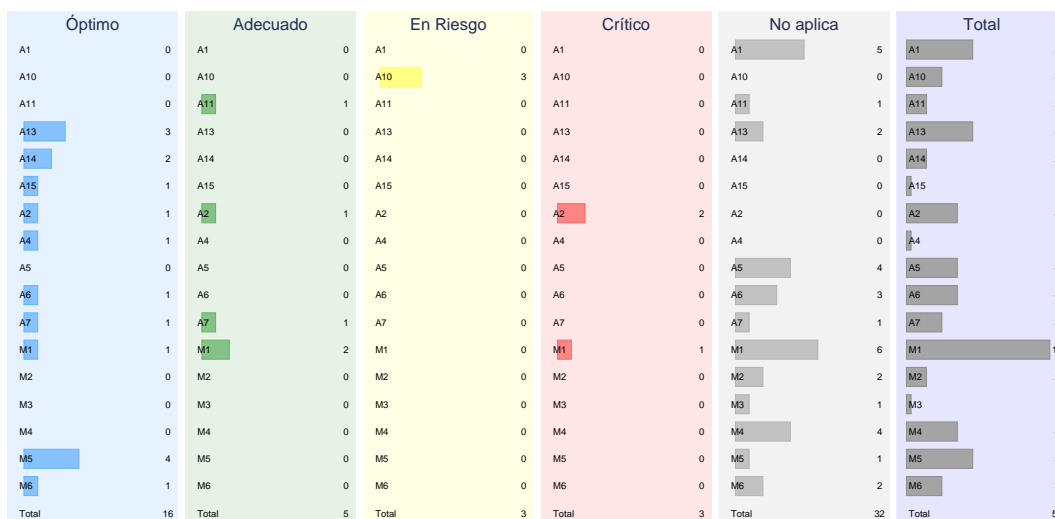 Óptimo
A1 0
A10 0
A11 0
A13 3
A14 2
A15 1
A2 1
A4 1
A5 0
A6 1
A7 1
M1 1
M2 0
M3 0
M4 0
M5 4
M6 1
Total 16
Adecuado
A1 0
A10 0
A11 1
A13 0
A14 0
A15 0
A2 1
A4 0
A5 0
A6 0
A7 1
M1 2
M2 0
M3 0
M4 0
M5 0
M6 0
Total 5
En Riesgo
A1 0
A10 3
A11 0
A13 0
A14 0
A15 0
A2 0
A4 0
A5 0
A6 0
A7 0
M1 0
M2 0
M3 0
M4 0
M5 0
M6 0
Total 3
Crítico
A1 0
A10 0
A11 0
A13 0
A14 0
A15 0
A2 2
A4 0
A5 0
A6 0
A7 0
M1 1
M2 0
M3 0
M4 0
M5 0
M6 0
Total 3
No aplica
A1 5
A10 0
A11 1
A13 2
A14 0
A15 0
A2 0
A4 0
A5 4
A6 3
A7 1
M1 6
M2 2
M3 1
M4 4
M5 1
M6 2
Total 32
Total
A1
A10
A11
A13
A14
A15
A2
A4
A5
A6
A7
M1
M2
M3
M4
M5
M6
Total